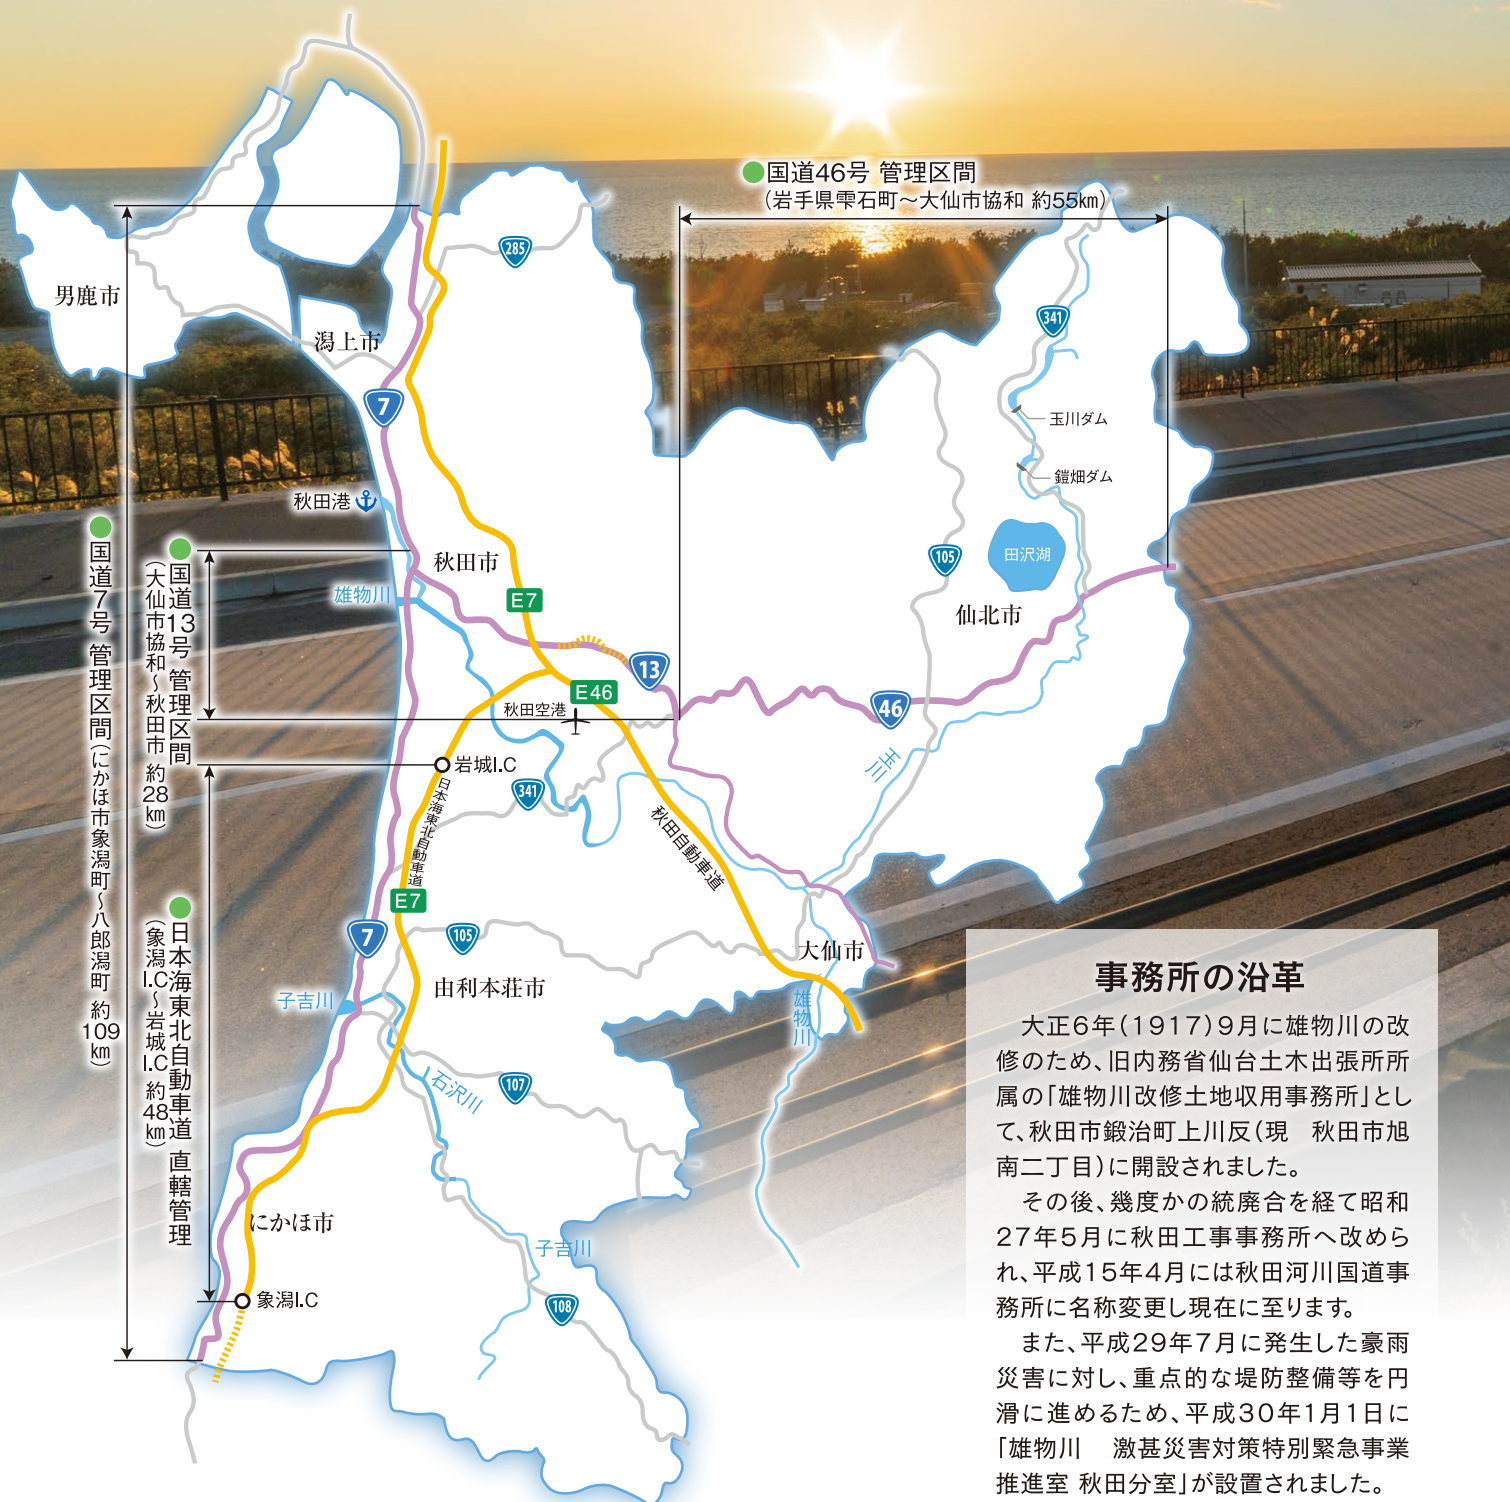 ●国道46号 管理区間
(岩手県雫石町〜大仙市協和 約55㎞)
285
男鹿市
341
潟上市
7
玉川ダム
鎧畑ダム
秋田港
秋田市
105
田沢湖
雄物川
E7
仙北市
13
E46
46
秋田空港
岩城I.C
玉川
341
日本海東北自動車道
秋田自動車道
E7
7
105
大仙市
由利本荘市
子吉川
雄物川
石沢川
107
にかほ市
子吉川
象潟I.C
108
●国道7号 管理区間(にかほ市象潟町〜八郎潟町 約109㎞)
●国道13号 管理区間
(大仙市協和〜秋田市 約28㎞)
●日本海東北自動車道 直轄管理
(象潟I.C〜岩城I.C 約48㎞)
事務所の沿革
　大正6年(1917)9月に雄物川の改
修のため、旧内務省仙台土木出張所所
属の「雄物川改修土地収用事務所」とし
て、秋田市鍛治町上川反(現　秋田市旭
南二丁目)に開設されました。
　その後、幾度かの統廃合を経て昭和
27年5月に秋田工事事務所へ改めら
れ、平成15年4月には秋田河川国道事
務所に名称変更し現在に至ります。
　また、平成29年7月に発生した豪雨
災害に対し、重点的な堤防整備等を円
滑に進めるため、平成30年1月1日に
「雄物川　激甚災害対策特別緊急事業
推進室 秋田分室」が設置されました。